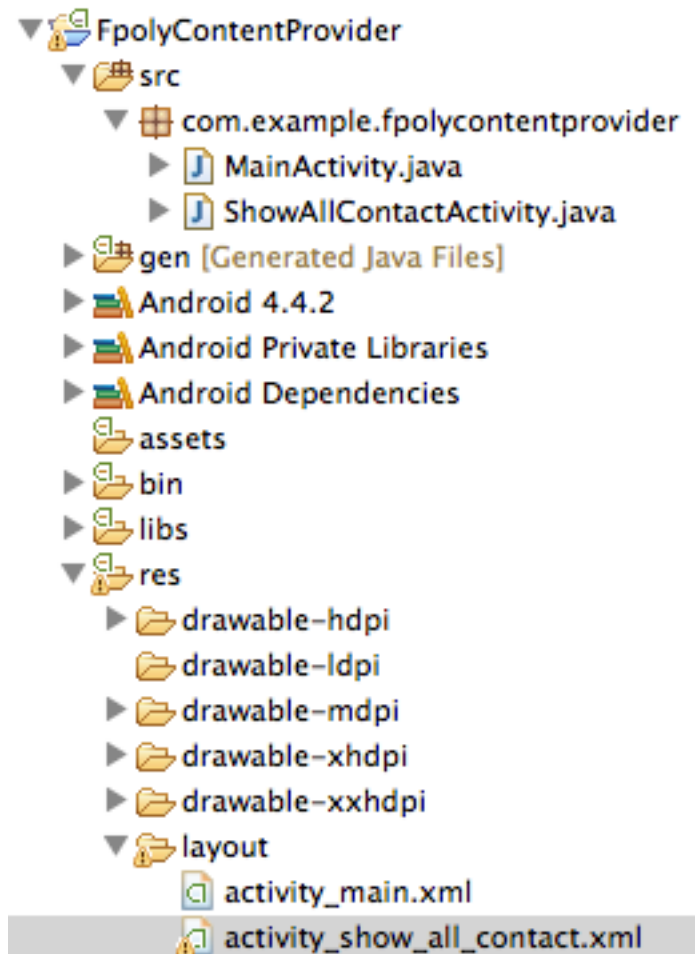 FpolyContentProvider
src
com.example.fpolycontentprovider
MainActivity.java
ShowAllContactActivity.java
gen [Generated Java Files]
Android 4.4.2
Android Private Libraries
Android Dependencies
assets
bin
libs
res
drawable-hdpi
drawable-ldpi
drawable-mdpi
drawable-xhdpi
drawable-xxhdpi
layout
activity_main.xml
activity_show_all_contact.xml